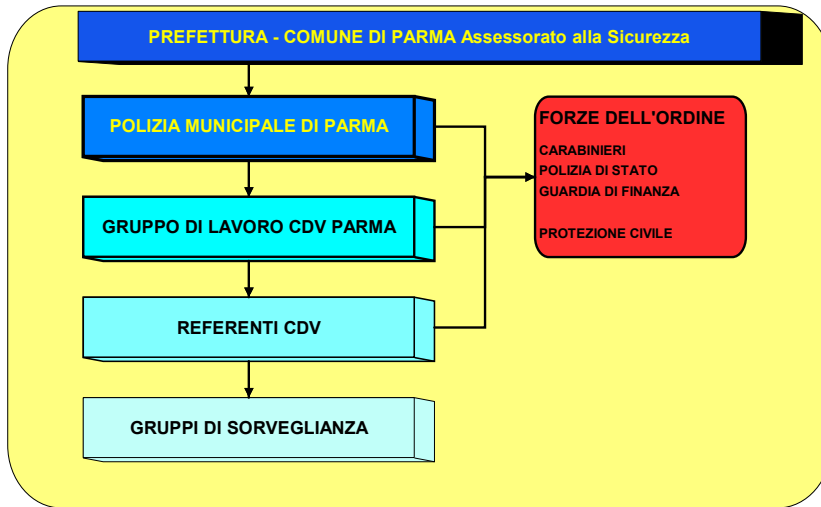 PREFETTURA - COMUNE DI PARMA Assessorato alla Sicurezza
POLIZIA MUNICIPALE DI PARMA
GRUPPO DI LAVORO CDV PARMA
REFERENTI CDV
GRUPPI DI SORVEGLIANZA
FORZE DELL'ORDINE
CARABINIERI
POLIZIA DI STATO
GUARDIA DI FINANZA
PROTEZIONE CIVILE